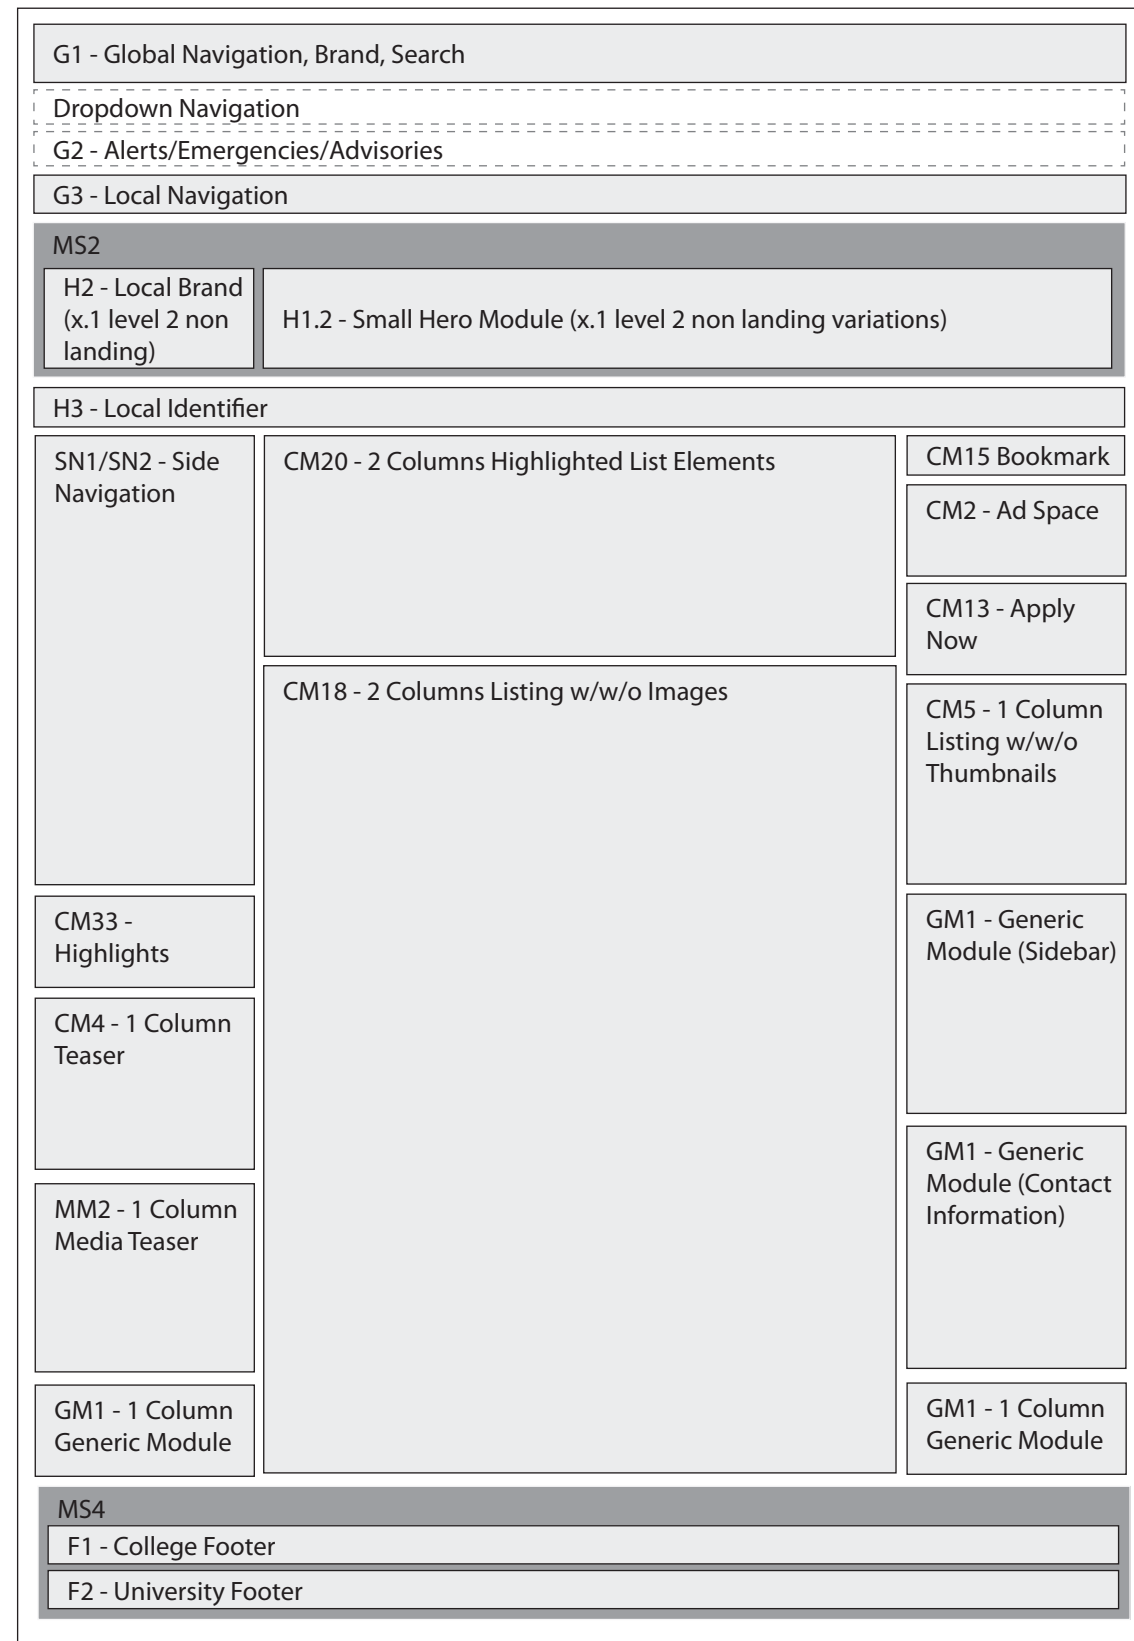 G1 - Global Navigation, Brand, Search
Dropdown Navigation
G2 - Alerts/Emergencies/Advisories
G3 - Local Navigation
MS2
H2 - Local Brand
(x.1 level 2 non
landing)
H1.2 - Small Hero Module (x.1 level 2 non landing variations)
H3 - Local Identifier
SN1/SN2 - Side
Navigation
CM33 -
Highlights
CM4 - 1 Column
Teaser
MM2 - 1 Column
Media Teaser
GM1 - 1 Column
Generic Module
CM20 - 2 Columns Highlighted List Elements
CM18 - 2 Columns Listing w/w/o Images
CM15 Bookmark
CM2 - Ad Space
CM13 - Apply
Now
CM5 - 1 Column
Listing w/w/o
Thumbnails
GM1 - Generic
Module (Sidebar)
GM1 - Generic
Module (Contact
Information)
GM1 - 1 Column
Generic Module
MS4
F1 - College Footer
F2 - University Footer